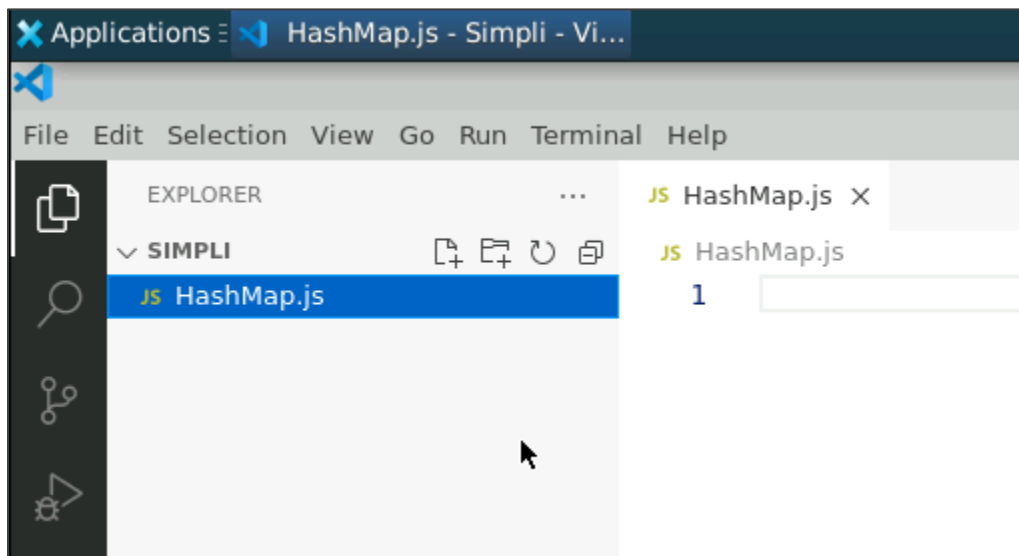 Applications
HashMap.js - Simpli - Vi...
File Edit Selection View Go Run Terminal Help
EXPLORER ...
JS HashMap.js
SIMPLI
JS HashMap.js
JS HashMap.js
1